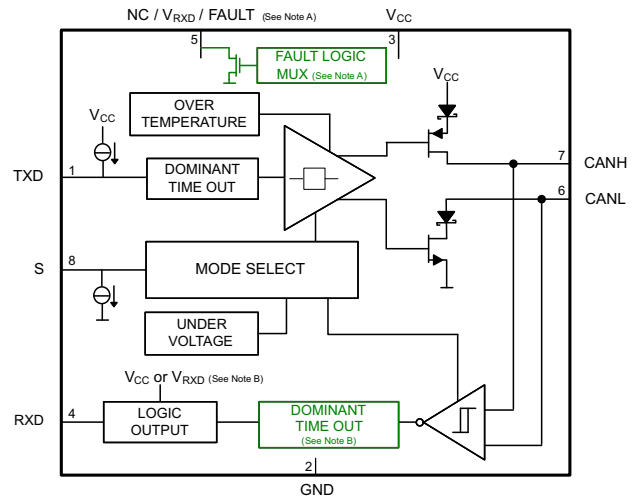 NC / VRXD / FAULT (See Note A)
VCC
5
3
FAULT LOGIC
MUX (See Note A)
VCC
OVER
TEMPERATURE
VCC
TXD
1
DOMINANT
TIME OUT
7
CANH
6
CANL
S
8
MODE SELECT
UNDER
VOLTAGE
VCC or VRXD (See Note B)
RXD
4
LOGIC
OUTPUT
DOMINANT
TIME OUT
(See Note B)
2
GND